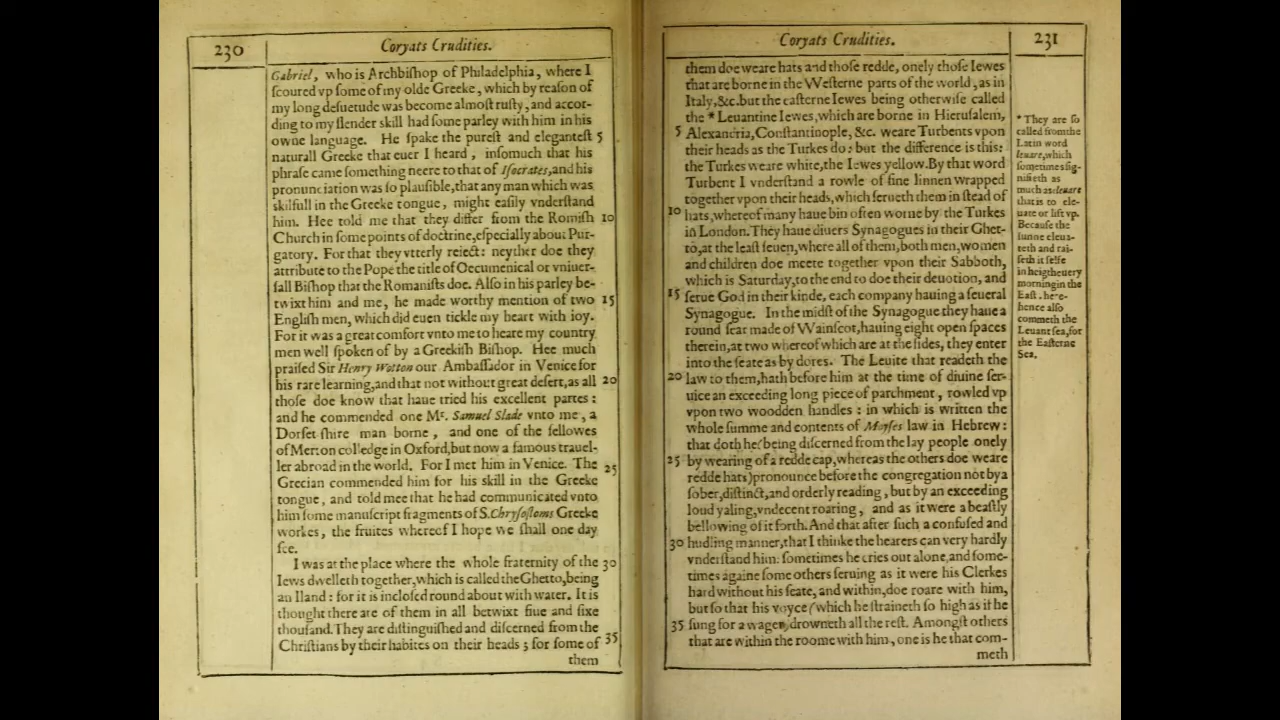 230
Coryats Crudities.
Gabriel, who is Archbiſhop of Philadelphia, where I
ſcoured vp ſome of my olde Greeke, which by reaſon of
my long deſuetude was become almoſt ruſty, and accor-
ding to my ſlender skill had ſome parley with him in his
owne language. He ſpake the pureſt and eleganteſt 5
naturall Greeke that euer I heard, inſomuch that his
phraſe came ſomething neere to that of Iſocrates, and his
pronunciation was ſo plauſible, that any man which was
skilfull in the Greeke tongue, might eaſily vnderſtand
him. Hee told me that they differ from the Romiſh 10
Church in ſome points of doctrine, eſpecially about Pur-
gatory. For that they vtterly reiect: neyther doe they
attribute to the Pope the title of Oecumenical or vniuer-
ſall Biſhop that the Romaniſts doe. Alſo in his parley be-
twixt him and me, he made worthy mention of two 15
Engliſh men, which did euen tickle my heart with ioy.
For it was a great comfort vnto me to heare my country
men well ſpoken of by a Greekiſh Biſhop. Hee much
praiſed Sir Henry Wotton our Ambaſſador in Venice for
his rare learning, and that not without great deſert, as all 20
thoſe doe know that haue tried his excellent partes:
and he commended one Mr. Samuel Slade vnto me, a
Dorſet ſhire man borne, and one of the fellowes
of Merton colledge in Oxford, but now a famous trauel-
ler abroad in the world. For I met him in Venice. The 25
Grecian commended him for his skill in the Greeke
tongue, and told mee that he had communicated vnto
him ſome manuſcript fragments of S. Chryſoſtoms Greeke
workes, the fruites whereof I hope we ſhall one day
ſee.
I was at the place where the whole fraternity of the 30
Iews dwelleth together, which is called the Ghetto, being
an Iland: for it is incloſed round about with water. It is
thought there are of them in all betwixt fiue and ſixe
thouſand. They are diſtinguiſhed and diſcerned from the
Chriſtians by their habites on their heads; for ſome of 35
them
Coryats Crudities.
231
them doe weare hats and thoſe redde, onely thoſe Iewes
that are borne in the Weſterne parts of the world, as in
Italy, &c. but the eaſterne Iewes being otherwiſe called
the * Leuantine Iewes, which are borne in Hieruſalem,
5 Alexandria, Conſtantinople, &c. weare Turbents vpon
their heads as the Turkes do: but the difference is this:
the Turkes weare white, the Iewes yellow. By that word
Turbent I vnderſtand a rowle of fine linnen wrapped
together vpon their heads, which ſerueth them in ſtead of
10 hats, whereof many haue bin often worne by the Turkes
in London. They haue diuers Synagogues in their Ghet-
to, at the leaſt ſeuen, where all of them, both men, women
and children doe meete together vpon their Sabboth,
which is Saturday, to the end to doe their deuotion, and
15 ſerue God in their kinde, each company hauing a ſeueral
Synagogue. In the midſt of the Synagogue they haue a
round ſeat made of Wainſcot, hauing eight open ſpaces
therein, at two whereof which are at the ſides, they enter
into the ſeate as by dores. The Leuite that readeth the
20 law to them, hath before him at the time of diuine ſer-
uice an exceeding long piece of parchment, rowled vp
vpon two wooden handles: in which is written the
whole ſumme and contents of Moyſes law in Hebrew:
that doth he (being diſcerned from the lay people onely
25 by wearing of a redde cap, whereas the others doe weare
redde hats) pronounce before the congregation not by a
ſober, diſtinct, and orderly reading, but by an exceeding
loud yaling, vndecent roaring, and as it were a beaſtly
bellowing of it forth. And that after ſuch a confuſed and
30 hudling manner, that I thinke the hearers can very hardly
vnderſtand him: ſometimes he cries out alone, and ſome-
times againe ſome others ſeruing as it were his Clerkes
hard without his ſeate, and within, doe roare with him,
but ſo that his voyce (which he ſtraineth ſo high as if he
35 ſung for a wager) drowneth all the reſt. Amongſt others
that are within the roome with him, one is he that com-
meth
* They are ſo
called from the
Latin word
leuare, which
ſometimes ſig-
nifieth as
much as eleuare
that is to ele-
uate or lift vp.
Becauſe the
ſunne eleua-
teth and rai-
ſeth it ſelfe
in heigth euery
morning in the
Eaſt. here-
hence alſo
commeth the
Leuant ſea, for
the Eaſterne
Sea.